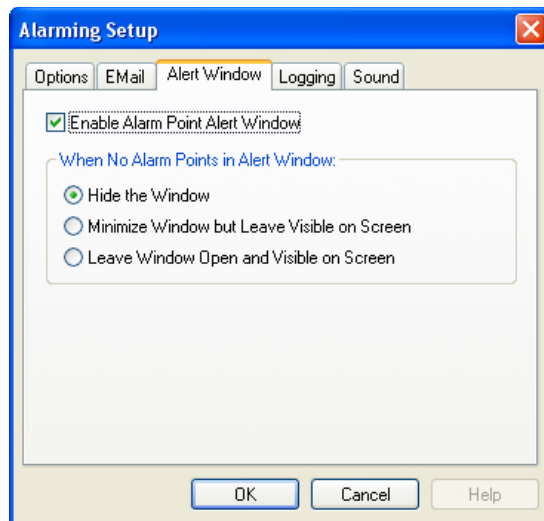 Alarming Setup
Options EMail Alert Window Logging Sound
Enable Alarm Point Alert Window
When No Alarm Points in Alert Window:
Hide the Window
Minimize Window but Leave Visible on Screen
Leave Window Open and Visible on Screen
OK Cancel Help